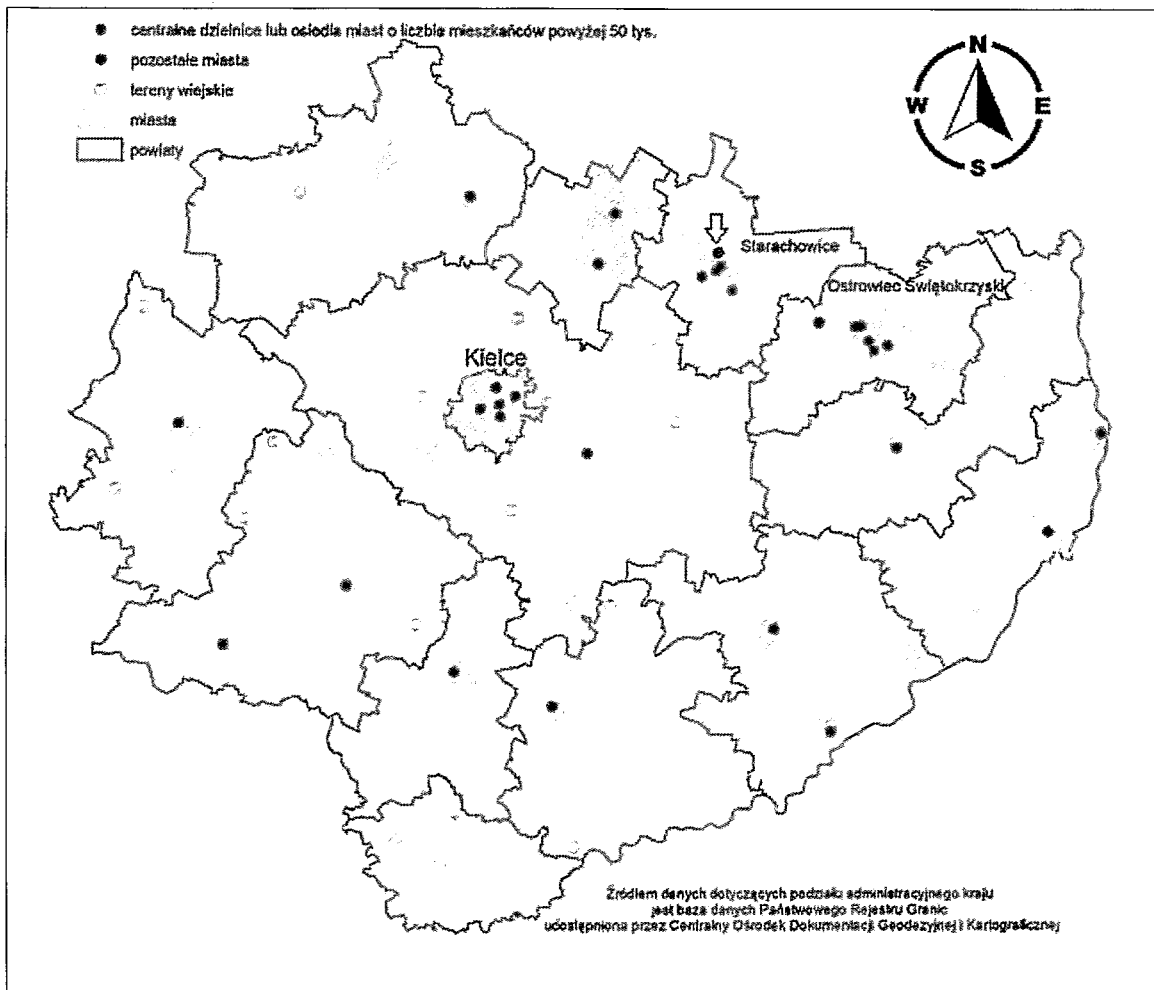 centralne dzielnice lub osiedla miast o liczbie mieszkańców powyżej 50 tys.
pozostałe miasta
tereny wiejskie
miasta
powiaty
N
W
E
S
Starachowice
Ostrowiec Świętokrzyski
Kielce
Źródłem danych dotyczących podziału administracyjnego kraju
jest baza danych Państwowego Rejestru Granic
udostępniona przez Centralny Ośrodek Dokumentacji Geodezyjnej i Kartograficznej